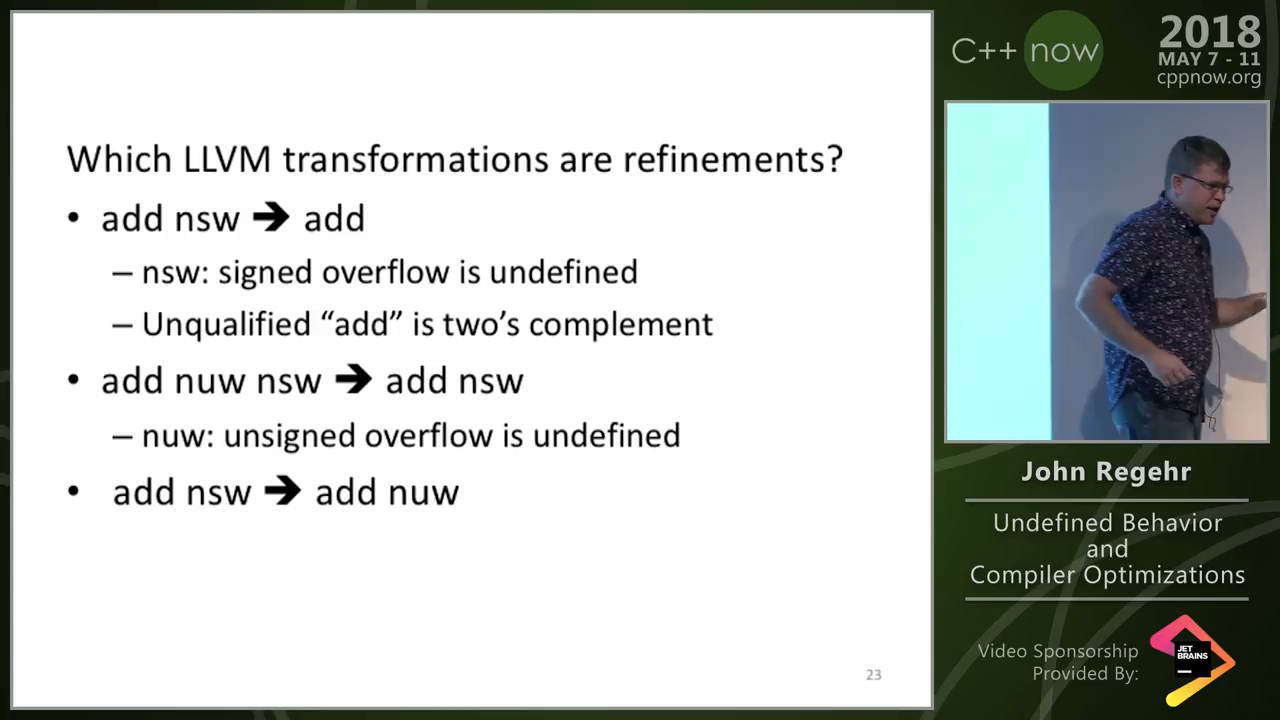 Which LLVM transformations are refinements?
• add nsw ➔ add
– nsw: signed overflow is undefined
– Unqualified “add” is two’s complement
• add nuw nsw ➔ add nsw
– nuw: unsigned overflow is undefined
• add nsw ➔ add nuw
23
C++ now
2018
MAY 7 - 11
cppnow.org
John Regehr
Undefined Behavior
and
Compiler Optimizations
Video Sponsorship
Provided By:
JET
BRAINS